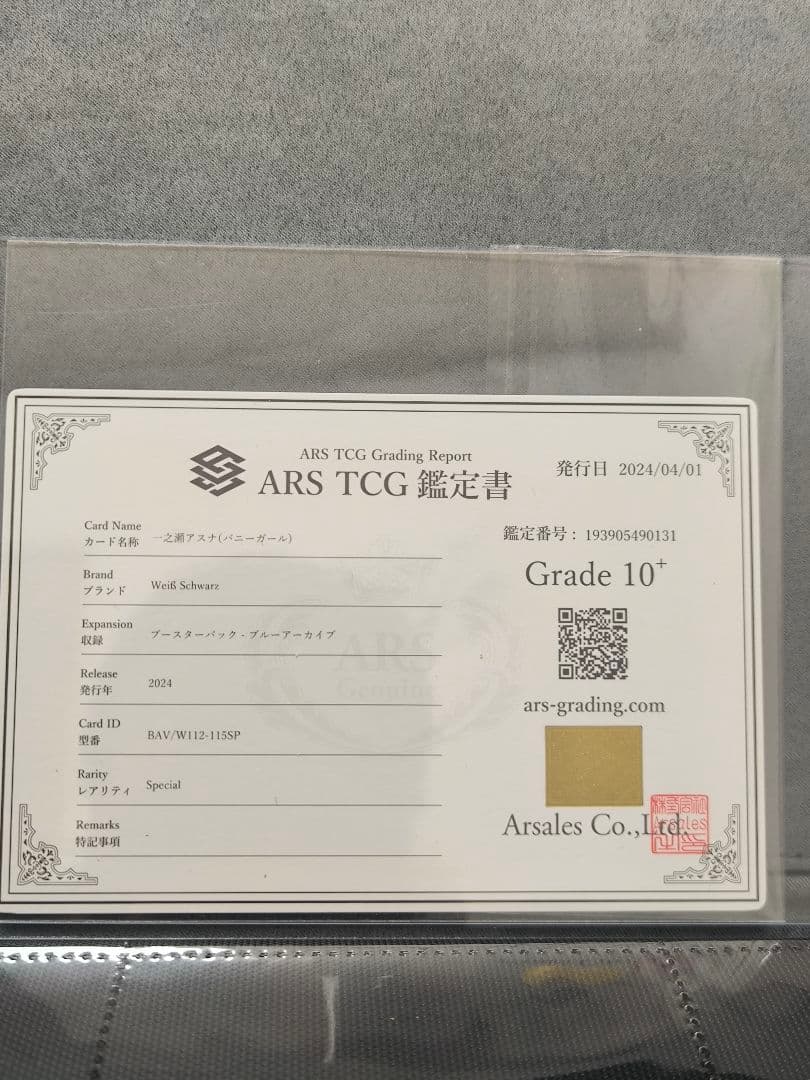 ARS TCG Grading Report
ARS TCG 鑑定書
発行日 2024/04/01
Card Name
カード名称 一之瀬アスナ(バニーガール)
Brand
ブランド Weiß Schwarz
Expansion
収録 ブースターパック - ブルーアーカイブ
Release
発行年 2024
Card ID
型番 BAV/W112-115SP
Rarity
レアリティ Special
Remarks
特記事項 -
鑑定番号： 193905490131
Grade 10+
ars-grading.com
Arsales Co.,Ltd.
ARS
Genuine
Arsales